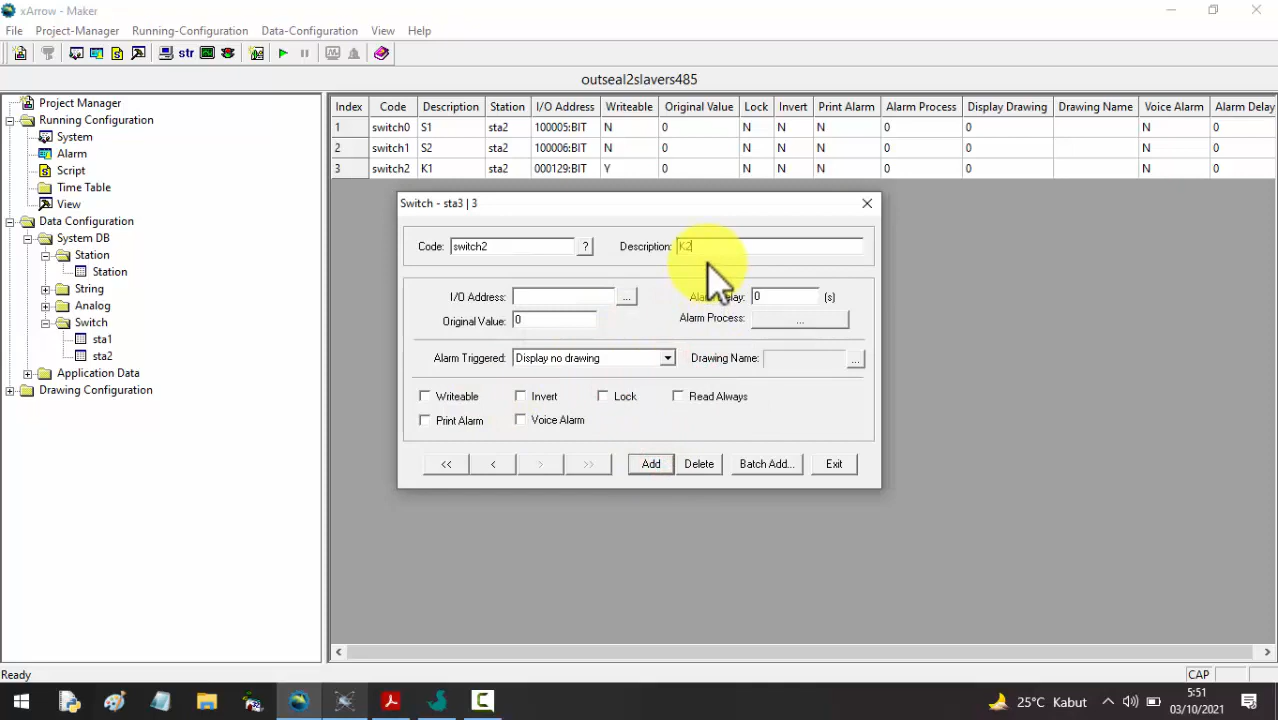 xArrow - Maker
File Project-Manager Running-Configuration Data-Configuration View Help
str
outseal2slavers485
Project Manager
Running Configuration
System
Alarm
Script
Time Table
View
Data Configuration
System DB
Station
Station
String
Analog
Switch
sta1
sta2
Application Data
Drawing Configuration
Index Code Description Station I/O Address Writeable Original Value Lock Invert Print Alarm Alarm Process Display Drawing Drawing Name Voice Alarm Alarm Delay
1 switch0 S1 sta2 100005:BIT N 0 N N N 0 0 N 0
2 switch1 S2 sta2 100006:BIT N 0 N N N 0 0 N 0
3 switch2 K1 sta2 000129:BIT Y 0 N N N 0 0 N 0
Switch - sta3 | 3
Code: switch2 ? Description: K2
I/O Address: ... Alarm Delay: 0 (s)
Original Value: 0 Alarm Process: ...
Alarm Triggered: Display no drawing Drawing Name: ...
Writeable Invert Lock Read Always
Print Alarm Voice Alarm
<< < > >> Add Delete Batch Add... Exit
Ready CAP
25°C Kabut 5:51
03/10/2021